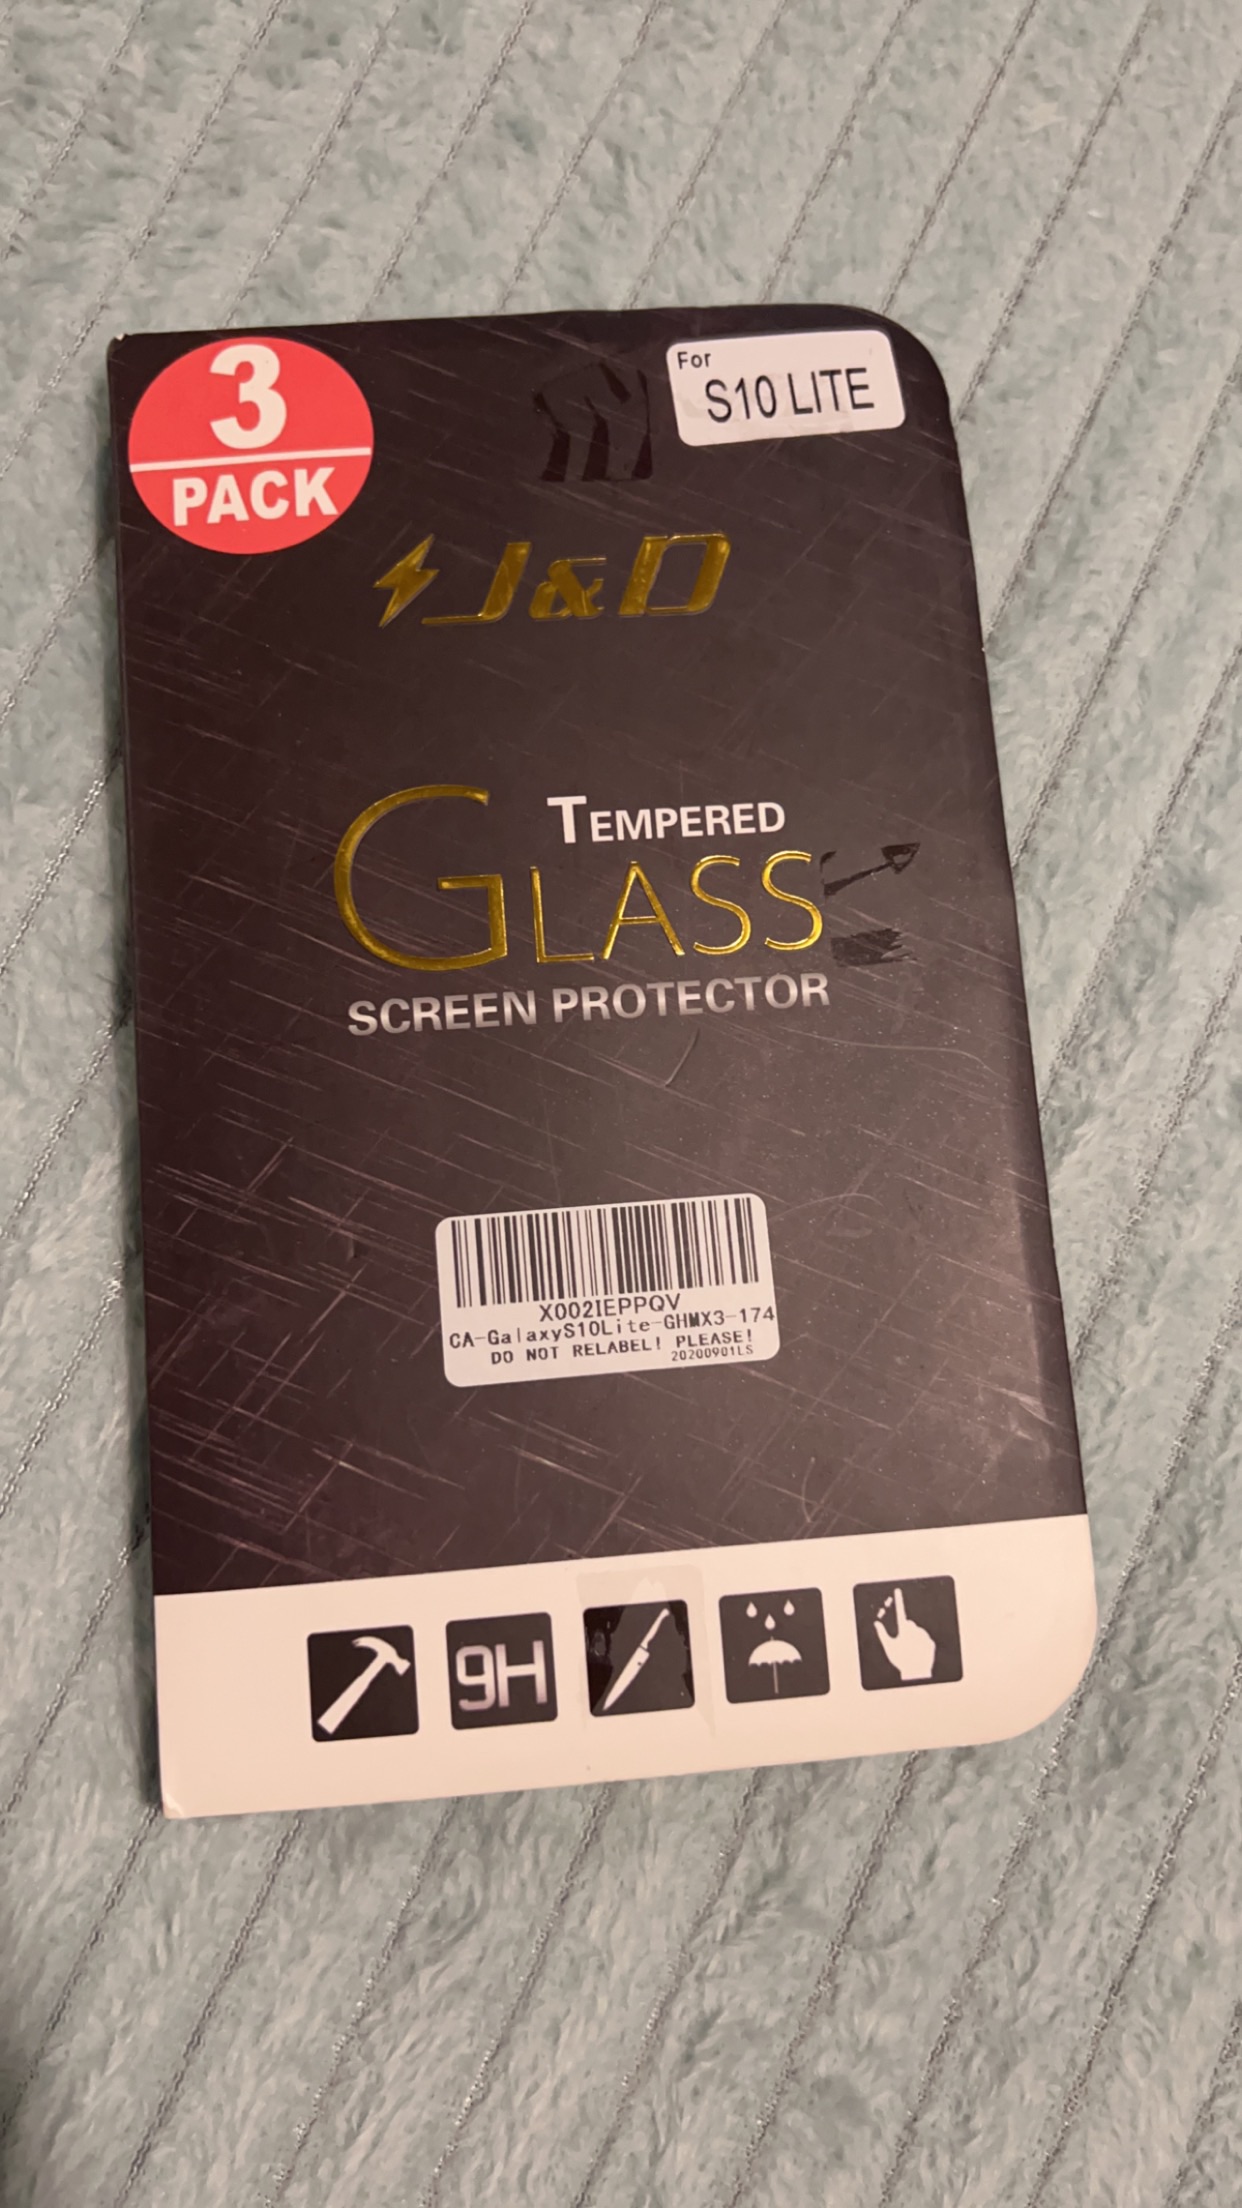 3
PACK
For
S10 LITE
J&D
TEMPERED
GLASS
SCREEN PROTECTOR
X002IEPPQV
CA-GalaxyS10Lite-GHMX3-174
DO NOT RELABEL! PLEASE!
20200901LS
9H